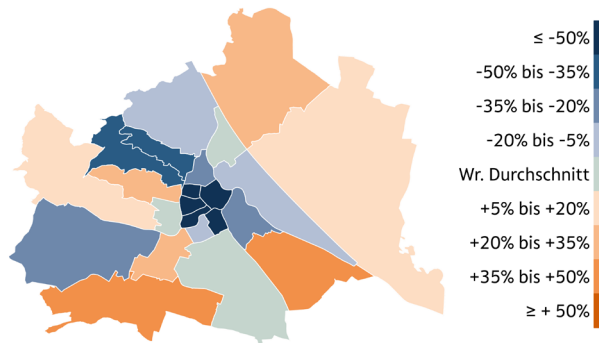 ≤ -50%
-50% bis -35%
-35% bis -20%
-20% bis -5%
Wr. Durchschnitt
+5% bis +20%
+20% bis +35%
+35% bis +50%
≥ + 50%